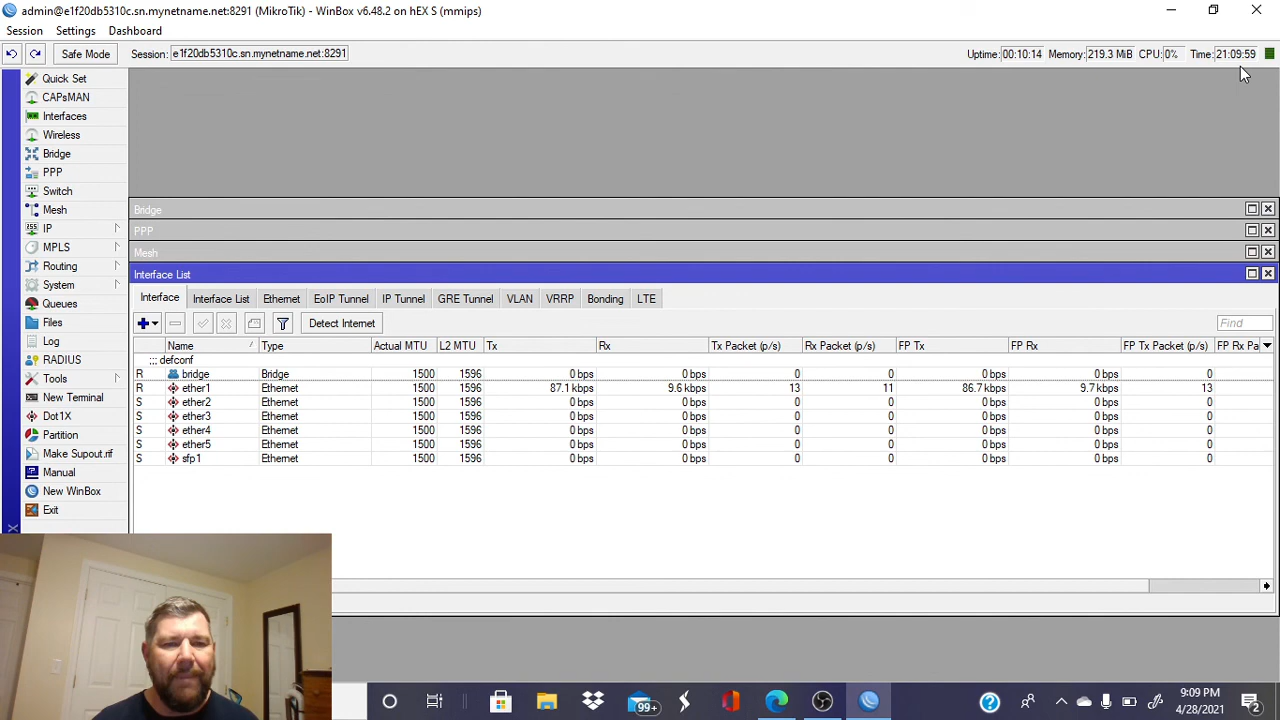 admin@e1f20db5310c.sn.mynetname.net:8291 (MikroTik) - WinBox v6.48.2 on hEX S (mmips)
Session Settings Dashboard
Safe Mode Session: e1f20db5310c.sn.mynetname.net:8291 Uptime: 00:10:14 Memory: 219.3 MiB CPU: 0% Time: 21:09:59
Quick Set
CAPsMAN
Interfaces
Wireless
Bridge
PPP
Switch
Mesh
IP
MPLS
Routing
System
Queues
Files
Log
RADIUS
Tools
New Terminal
Dot1X
Partition
Make Supout.rif
Manual
New WinBox
Exit
Bridge
PPP
Mesh
Interface List
Interface Interface List Ethernet EoIP Tunnel IP Tunnel GRE Tunnel VLAN VRRP Bonding LTE
Detect Internet Find
Name Type Actual MTU L2 MTU Tx Rx Tx Packet (p/s) Rx Packet (p/s) FP Tx FP Rx FP Tx Packet (p/s) FP Rx Pa
;;; defconf
R bridge Bridge 1500 1596 0 bps 0 bps 0 0 0 bps 0 bps 0
R ether1 Ethernet 1500 1596 87.1 kbps 9.6 kbps 13 11 86.7 kbps 9.7 kbps 13
S ether2 Ethernet 1500 1596 0 bps 0 bps 0 0 0 bps 0 bps 0
S ether3 Ethernet 1500 1596 0 bps 0 bps 0 0 0 bps 0 bps 0
S ether4 Ethernet 1500 1596 0 bps 0 bps 0 0 0 bps 0 bps 0
S ether5 Ethernet 1500 1596 0 bps 0 bps 0 0 0 bps 0 bps 0
S sfp1 Ethernet 1500 1596 0 bps 0 bps 0 0 0 bps 0 bps 0
99+
9:09 PM
4/28/2021
2